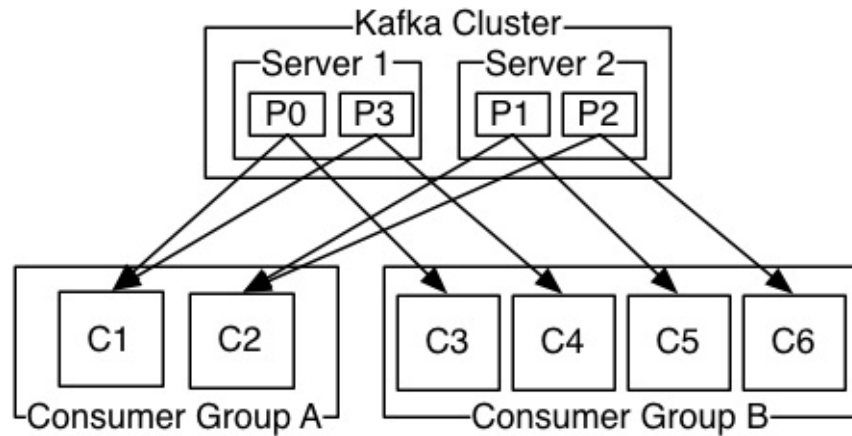 Kafka Cluster
Server 1 Server 2
P0 P3 P1 P2
C1 C2 C3 C4 C5 C6
Consumer Group A Consumer Group B